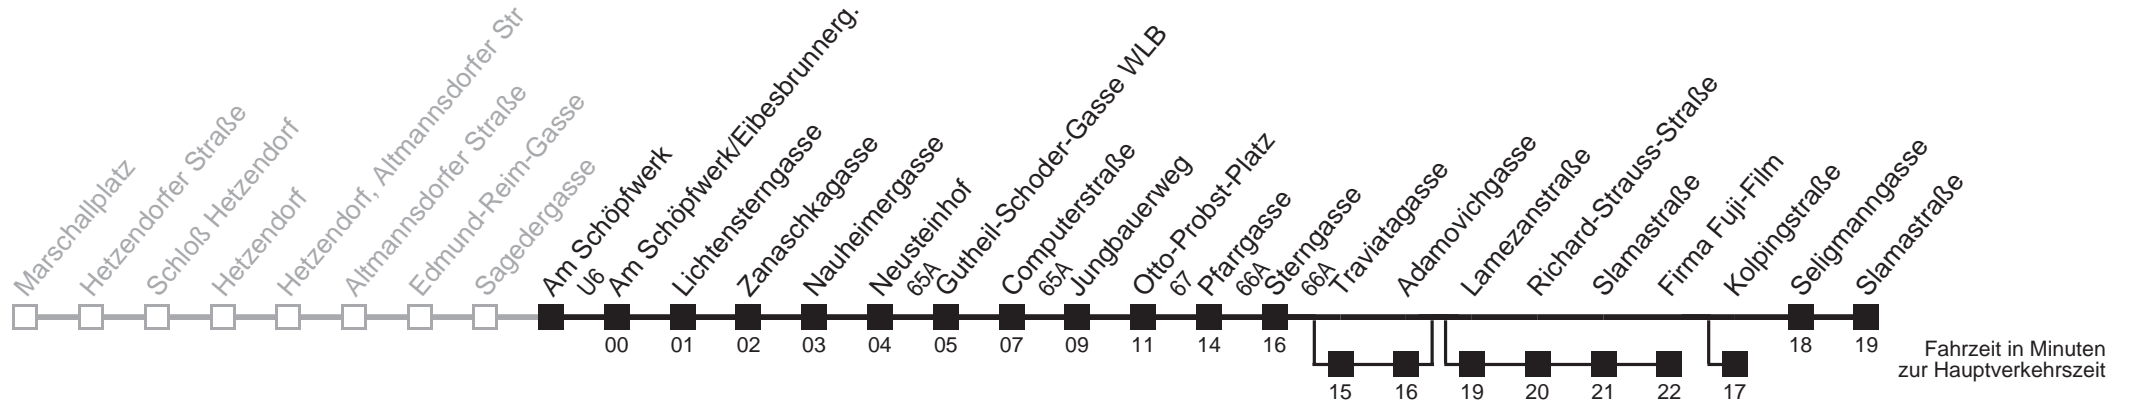 Marschallplatz
Hetzendorfer Straße
Schloß Hetzendorf
Hetzendorf
Hetzendorf, Altmannsdorfer Str
Altmannsdorfer Straße
Edmund-Reim-Gasse
Sagedergasse
Am Schöpfwerk
U6
Am Schöpfwerk/Eibesbrunnerg.
Lichtensterngasse
Zanaschkagasse
Nauheimergasse
Neusteinhof
65A
Gutheil-Schoder-Gasse WLB
Computerstraße
65A
Jungbauerweg
Otto-Probst-Platz
67
Pfarrgasse
66A
Sterngasse
66A
Traviatagasse
Adamovichgasse
Lamezanstraße
Richard-Strauss-Straße
Slamastraße
Firma Fuji-Film
Kolpingstraße
Seligmanngasse
Slamastraße
00 01 02 03 04 05 07 09 11 14 16 18 19
15 16 19 20 21 22 17
Fahrzeit in Minuten
zur Hauptverkehrszeit